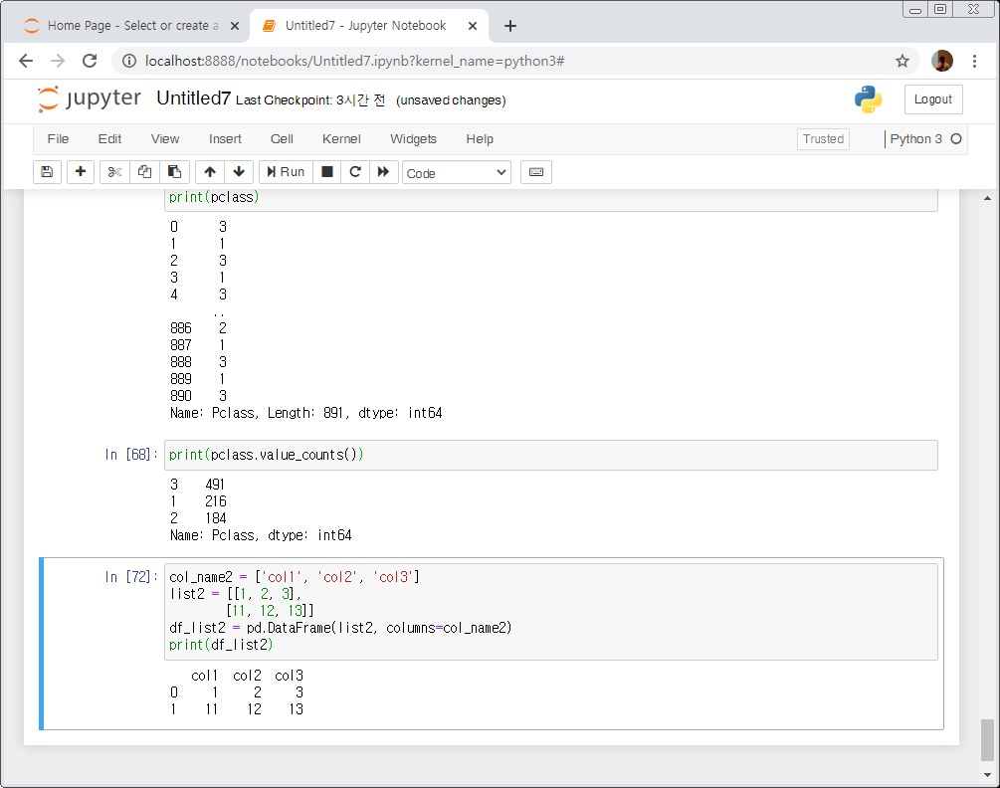 Home Page - Select or create a
Untitled7 - Jupyter Notebook
localhost:8888/notebooks/Untitled7.ipynb?kernel_name=python3#
jupyter Untitled7 Last Checkpoint: 3시간 전 (unsaved changes)
Logout
File Edit View Insert Cell Kernel Widgets Help Trusted Python 3
Run Code
print(pclass)
0 3
1 1
2 3
3 1
4 3
..
886 2
887 1
888 3
889 1
890 3
Name: Pclass, Length: 891, dtype: int64
In [68]: print(pclass.value_counts())
3 491
1 216
2 184
Name: Pclass, dtype: int64
In [72]: col_name2 = ['col1', 'col2', 'col3']
list2 = [[1, 2, 3],
[11, 12, 13]]
df_list2 = pd.DataFrame(list2, columns=col_name2)
print(df_list2)
col1 col2 col3
0 1 2 3
1 11 12 13